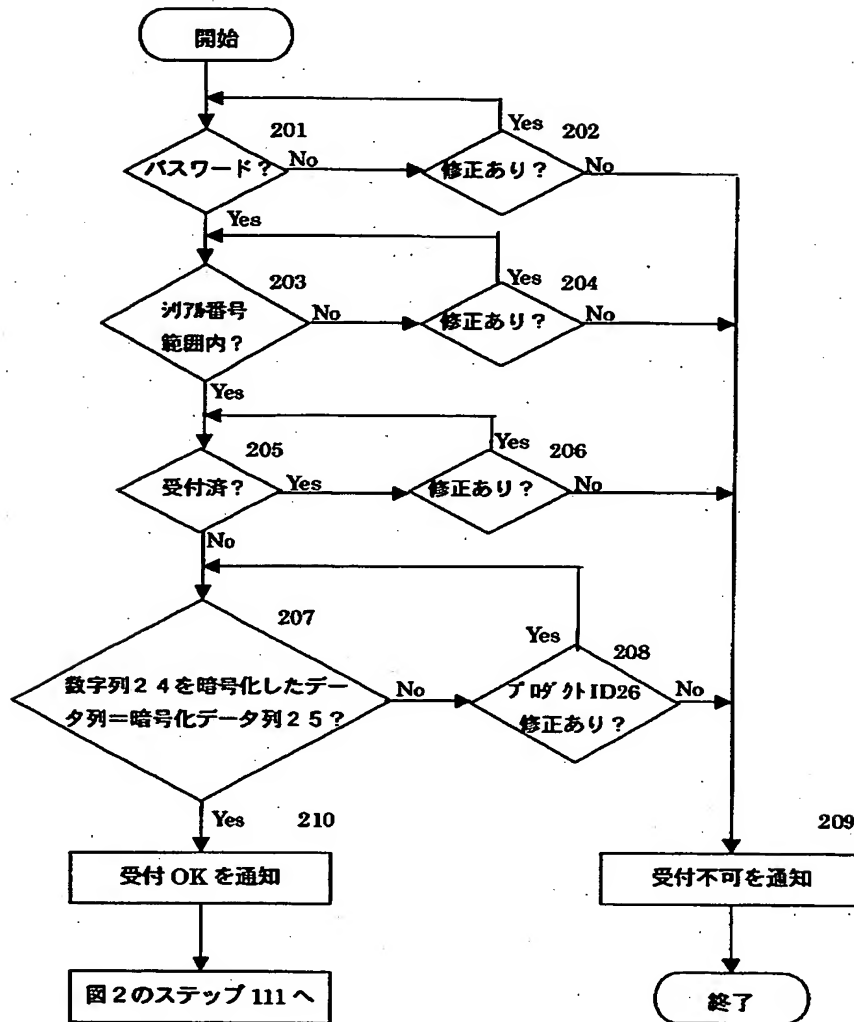 開始
Yes
201
202
パスワード?
No
修正あり?
No
Yes
Yes
203
204
シリアル番号
範囲内?
No
修正あり?
No
Yes
Yes
205
206
受付済?
Yes
修正あり?
No
No
207
Yes
208
数字列24を暗号化したデー
タ列=暗号化データ列25?
No
プロダクトID26
修正あり?
No
Yes
210
209
受付OKを通知
受付不可を通知
図2のステップ111へ
終了